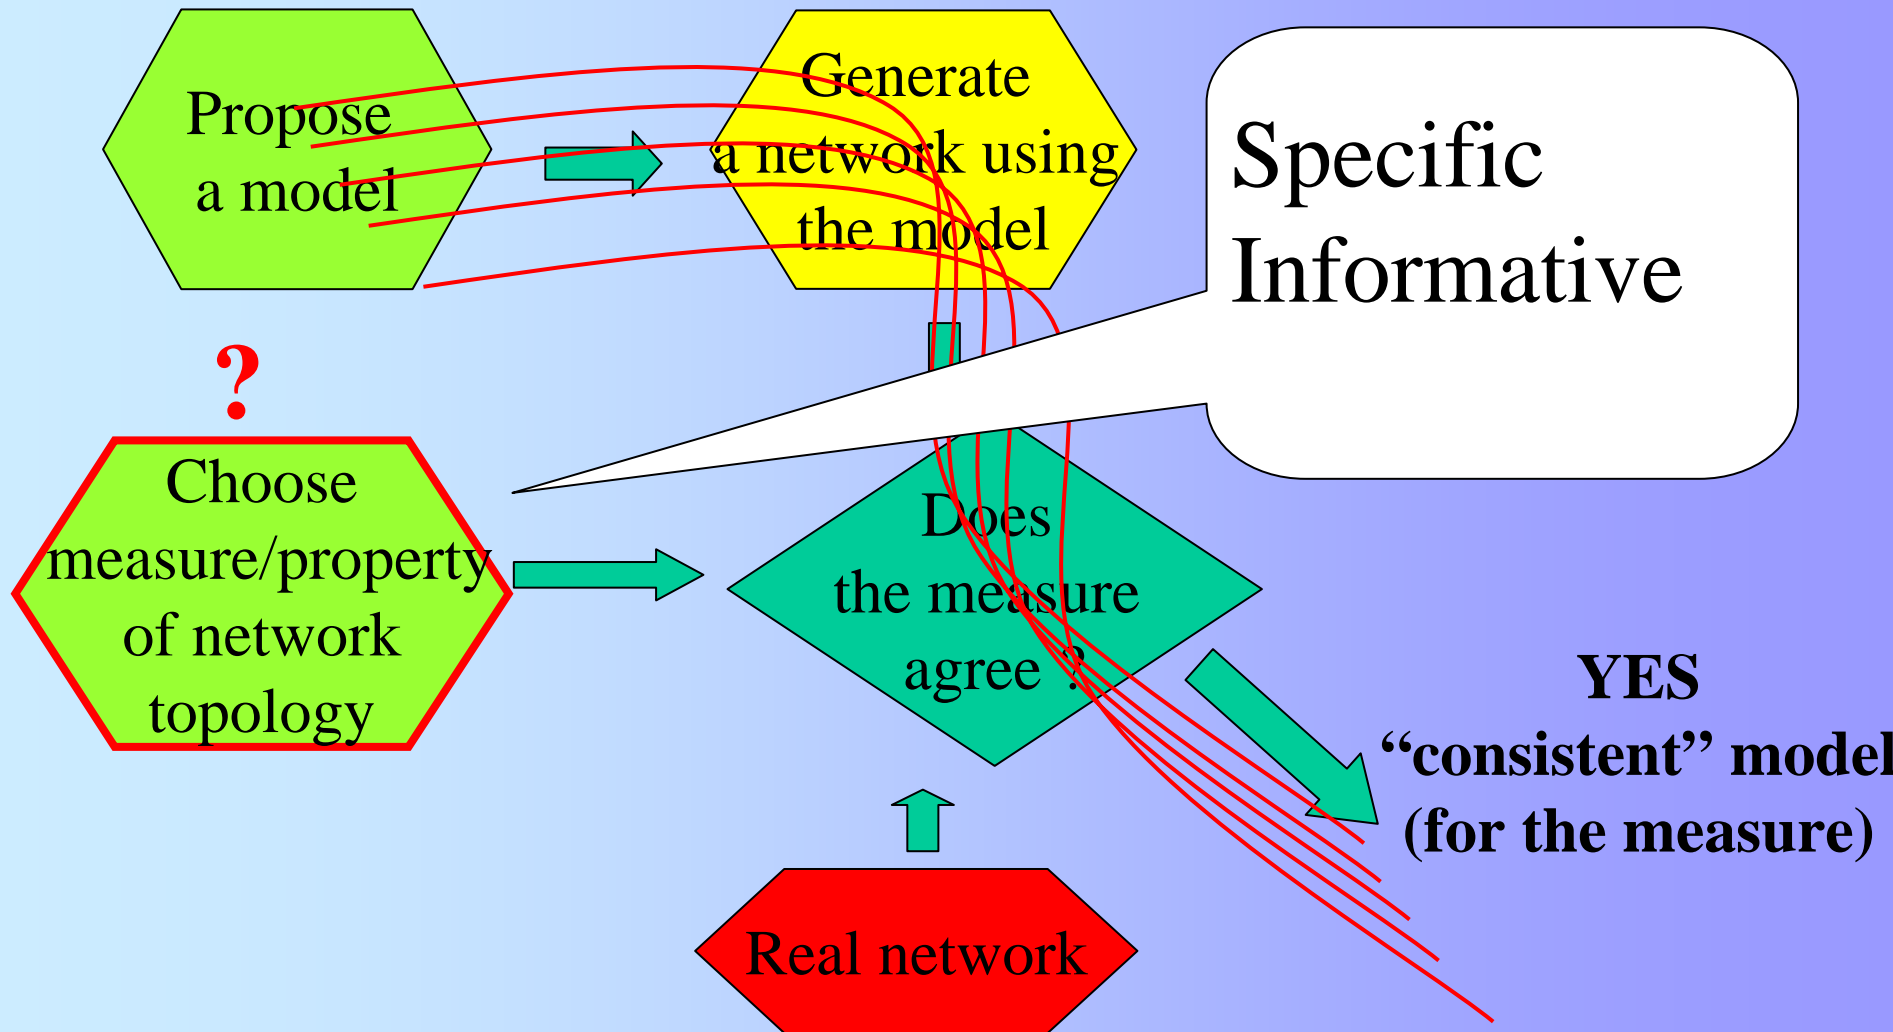 Propose
a model
Generate
a network using
the model
Specific
Informative
?
Choose
measure/property
of network
topology
Does
the measure
agree ?
YES
“consistent” model
(for the measure)
Real network